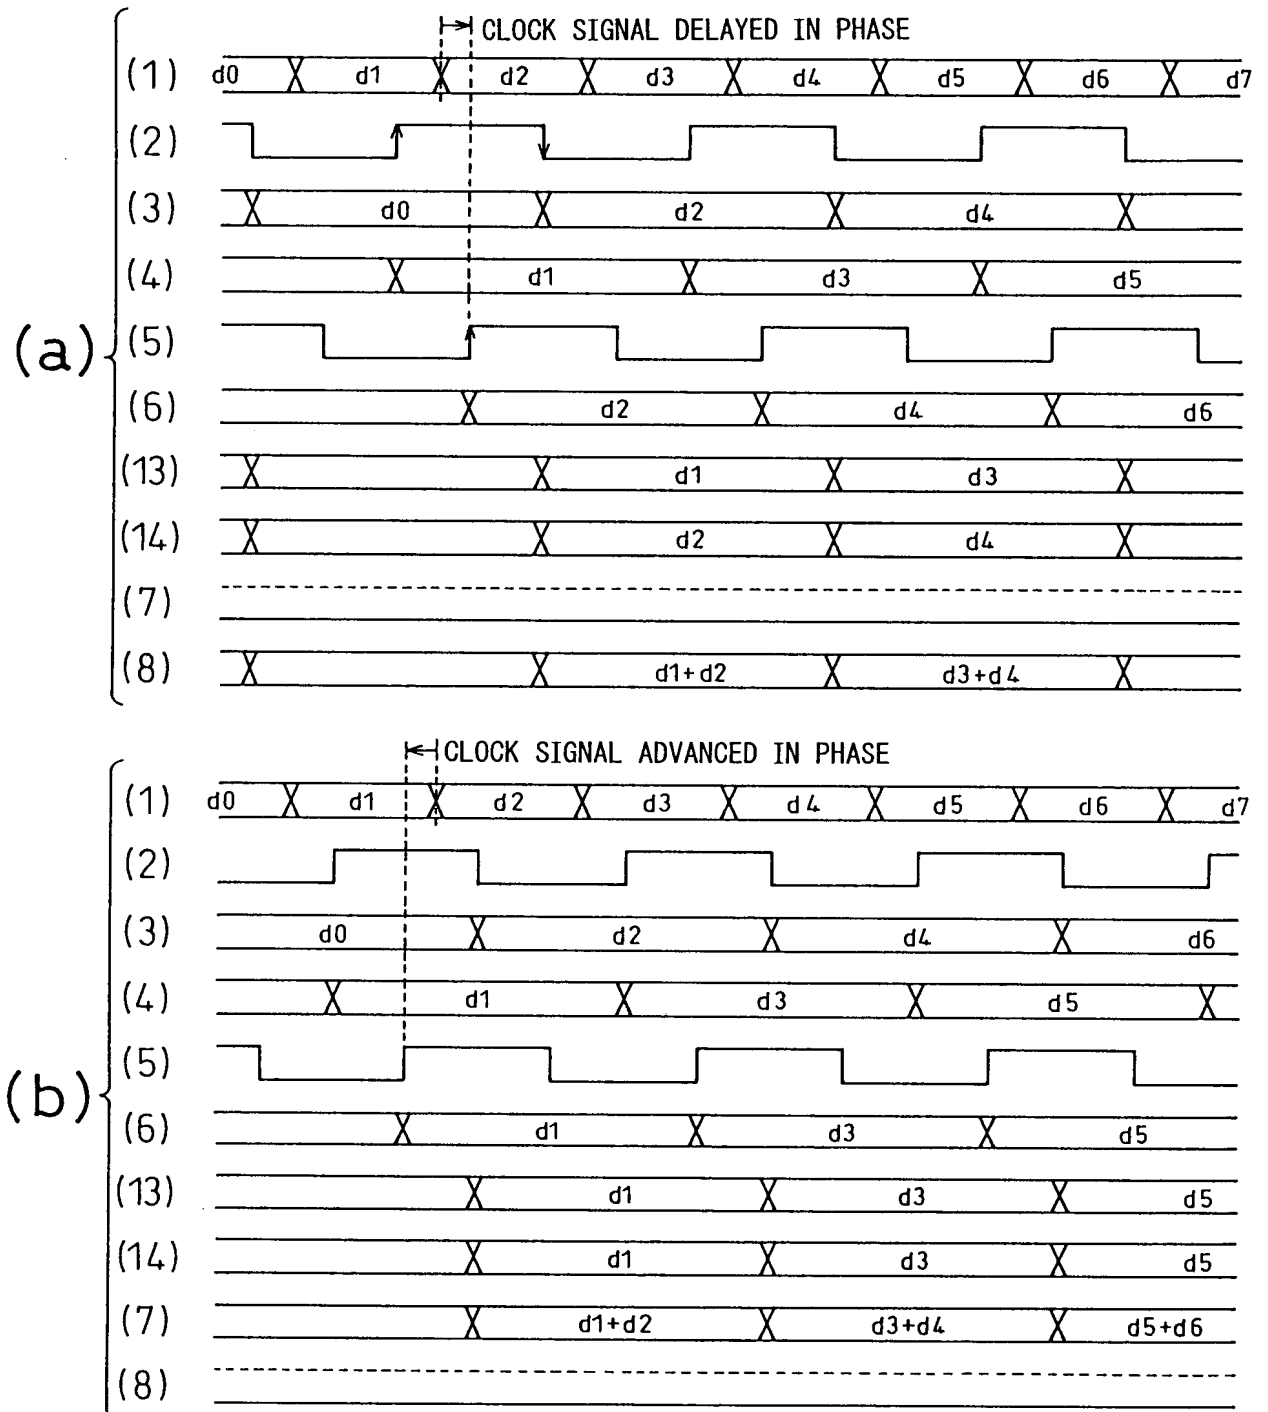 (a)
CLOCK SIGNAL DELAYED IN PHASE
(1) d0 d1 d2 d3 d4 d5 d6 d7
(2)
(3) d0 d2 d4
(4) d1 d3 d5
(5)
(6) d2 d4 d6
(13) d1 d3
(14) d2 d4
(7)
(8) d1+d2 d3+d4
(b)
CLOCK SIGNAL ADVANCED IN PHASE
(1) d0 d1 d2 d3 d4 d5 d6 d7
(2)
(3) d0 d2 d4 d6
(4) d1 d3 d5
(5)
(6) d1 d3 d5
(13) d1 d3 d5
(14) d1 d3 d5
(7) d1+d2 d3+d4 d5+d6
(8)